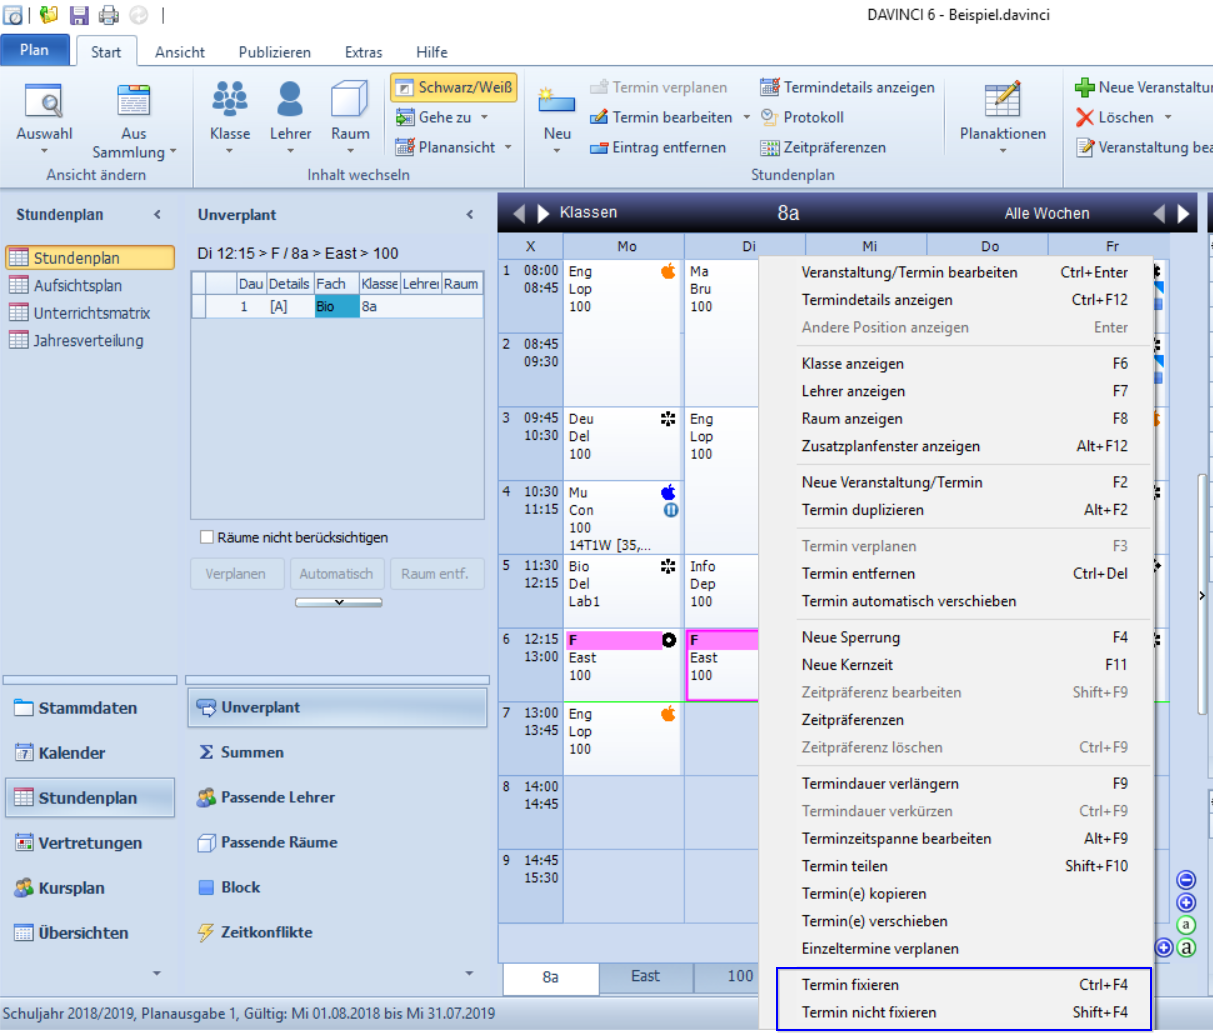 DAVINCI 6 - Beispiel.davinci
Plan Start Ansicht Publizieren Extras Hilfe
Auswahl
Aus Sammlung
Ansicht ändern
Klasse
Lehrer
Raum
Schwarz/Weiß
Gehe zu
Planansicht
Inhalt wechseln
Neu
Termin verplanen
Termin bearbeiten
Eintrag entfernen
Termindetails anzeigen
Protokoll
Zeitpräferenzen
Stundenplan
Planaktionen
Neue Veranstaltu
Löschen
Veranstaltung bea
Stundenplan
Stundenplan
Aufsichtsplan
Unterrichtsmatrix
Jahresverteilung
Stammdaten
Kalender
Stundenplan
Vertretungen
Kursplan
Übersichten
Unverplant
Di 12:15 > F / 8a > East > 100
Dau Details Fach Klasse Lehrer Raum
1 [A] Bio 8a
Räume nicht berücksichtigen
Verplanen Automatisch Raum entf.
Unverplant
Summen
Passende Lehrer
Passende Räume
Block
Zeitkonflikte
Klassen 8a Alle Wochen
X Mo Di Mi Do Fr
1 08:00 Eng Ma
08:45 Lop Bru
100 100
2 08:45
09:30
3 09:45 Deu Eng
10:30 Del Lop
100 100
4 10:30 Mu
11:15 Con
100
14T1W [35,...
5 11:30 Bio Info
12:15 Del Dep
Lab1 100
6 12:15 F F
13:00 East East
100 100
7 13:00 Eng
13:45 Lop
100
8 14:00
14:45
9 14:45
15:30
8a East 100
a
a
Veranstaltung/Termin bearbeiten Ctrl+Enter
Termindetails anzeigen Ctrl+F12
Andere Position anzeigen Enter
Klasse anzeigen F6
Lehrer anzeigen F7
Raum anzeigen F8
Zusatzplanfenster anzeigen Alt+F12
Neue Veranstaltung/Termin F2
Termin duplizieren Alt+F2
Termin verplanen F3
Termin entfernen Ctrl+Del
Termin automatisch verschieben
Neue Sperrung F4
Neue Kernzeit F11
Zeitpräferenz bearbeiten Shift+F9
Zeitpräferenzen
Zeitpräferenz löschen Ctrl+F9
Termindauer verlängern F9
Termindauer verkürzen Ctrl+F9
Terminzeitspanne bearbeiten Alt+F9
Termin teilen Shift+F10
Termin(e) kopieren
Termin(e) verschieben
Einzeltermine verplanen
Termin fixieren Ctrl+F4
Termin nicht fixieren Shift+F4
Schuljahr 2018/2019, Planausgabe 1, Gültig: Mi 01.08.2018 bis Mi 31.07.2019